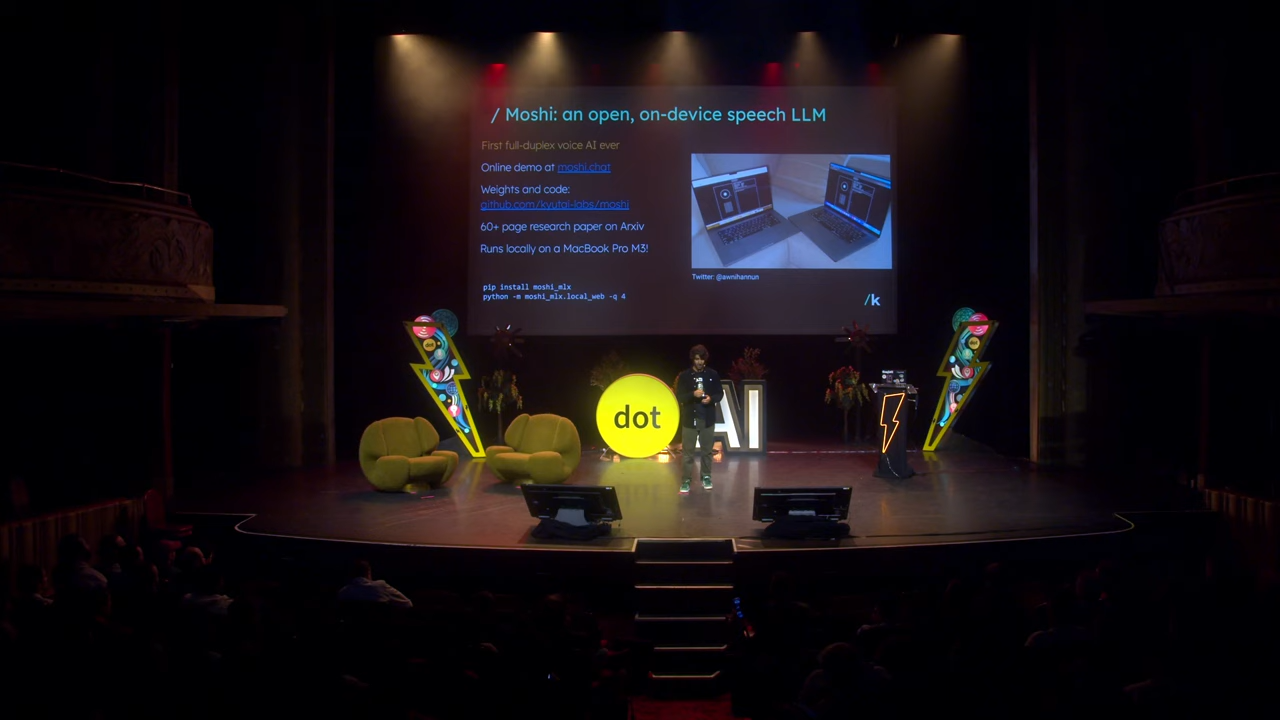 / Moshi: an open, on-device speech LLM
First full-duplex voice AI ever
Online demo at moshi.chat
Weights and code:
github.com/kyutai-labs/moshi
60+ page research paper on Arxiv
Runs locally on a MacBook Pro M3!
pip install moshi_mlx
python -m moshi_mlx.local_web -q 4
Twitter: @awnihannun
/k
dot
AI
dot
dot